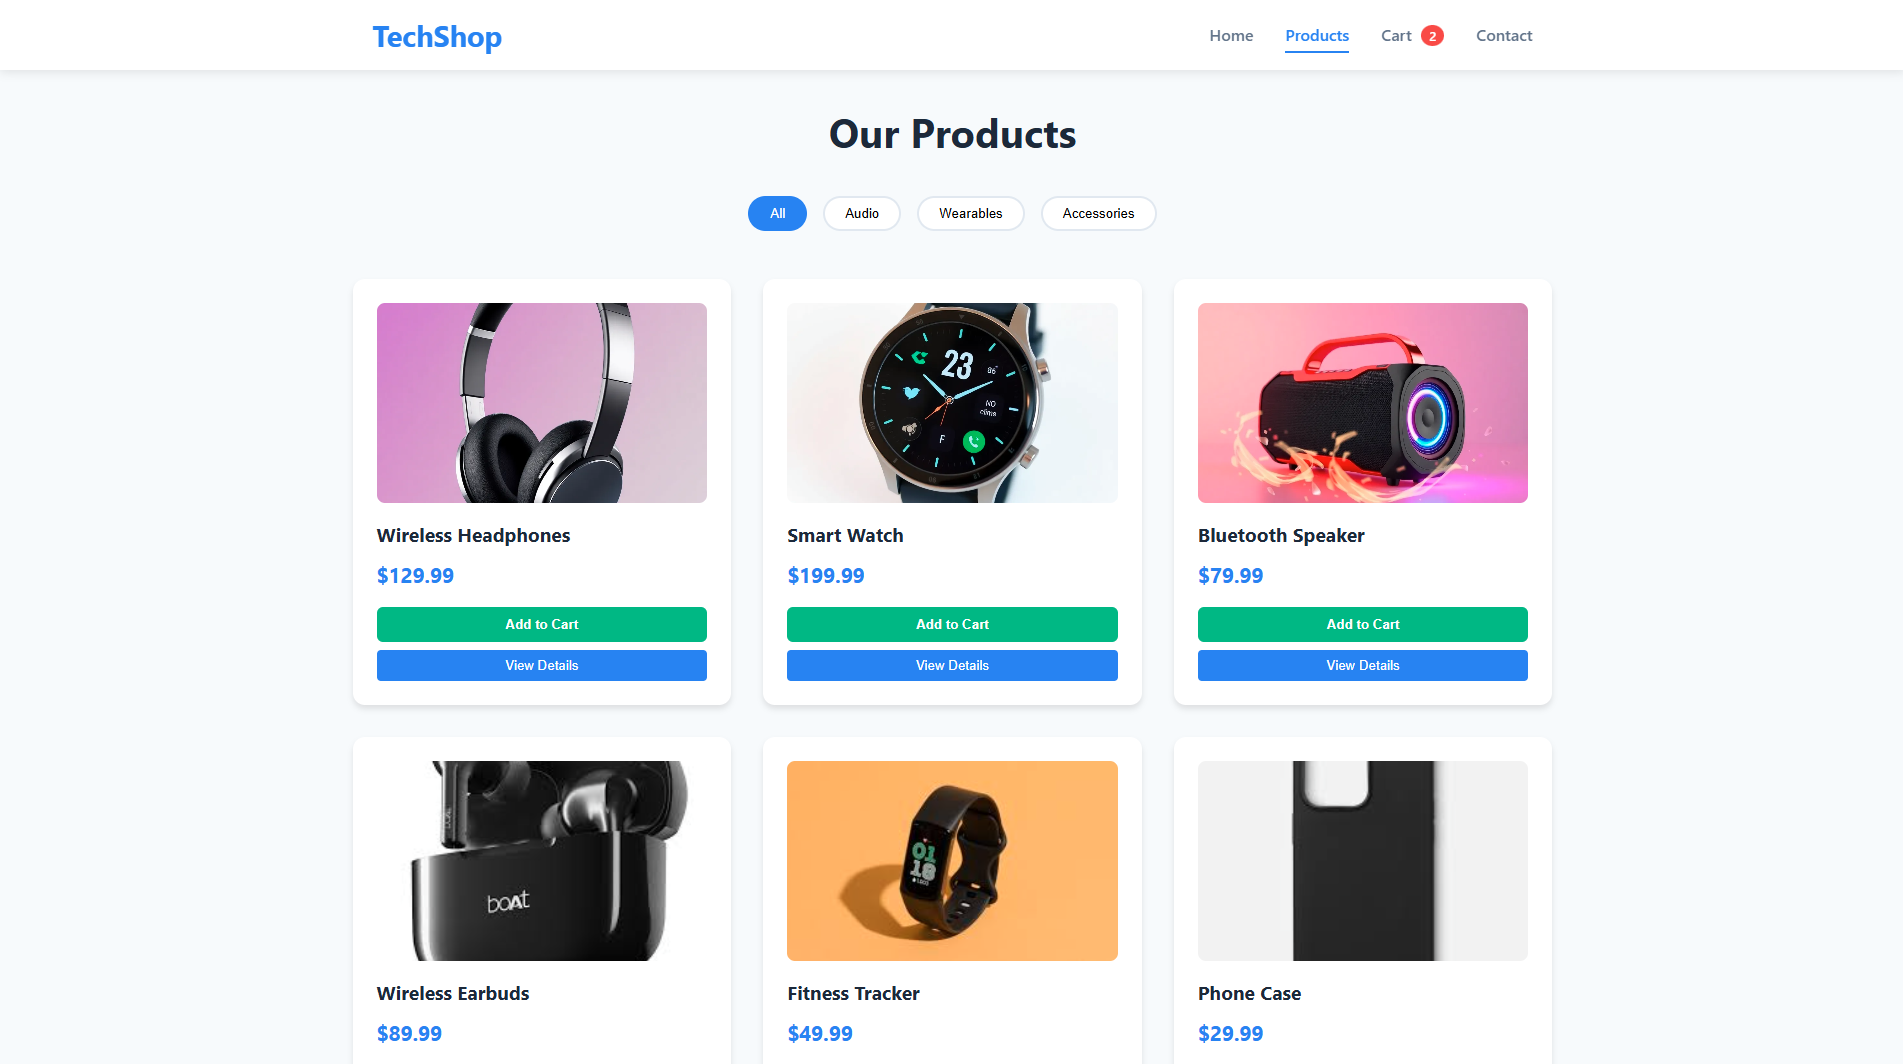 TechShop
Home Products Cart 2 Contact
Our Products
All Audio Wearables Accessories
23
86°
NO
F
Wireless Headphones
Smart Watch
Bluetooth Speaker
$129.99
$199.99
$79.99
Add to Cart
Add to Cart
Add to Cart
View Details
View Details
View Details
boAt
01
18
Wireless Earbuds
Fitness Tracker
Phone Case
$89.99
$49.99
$29.99